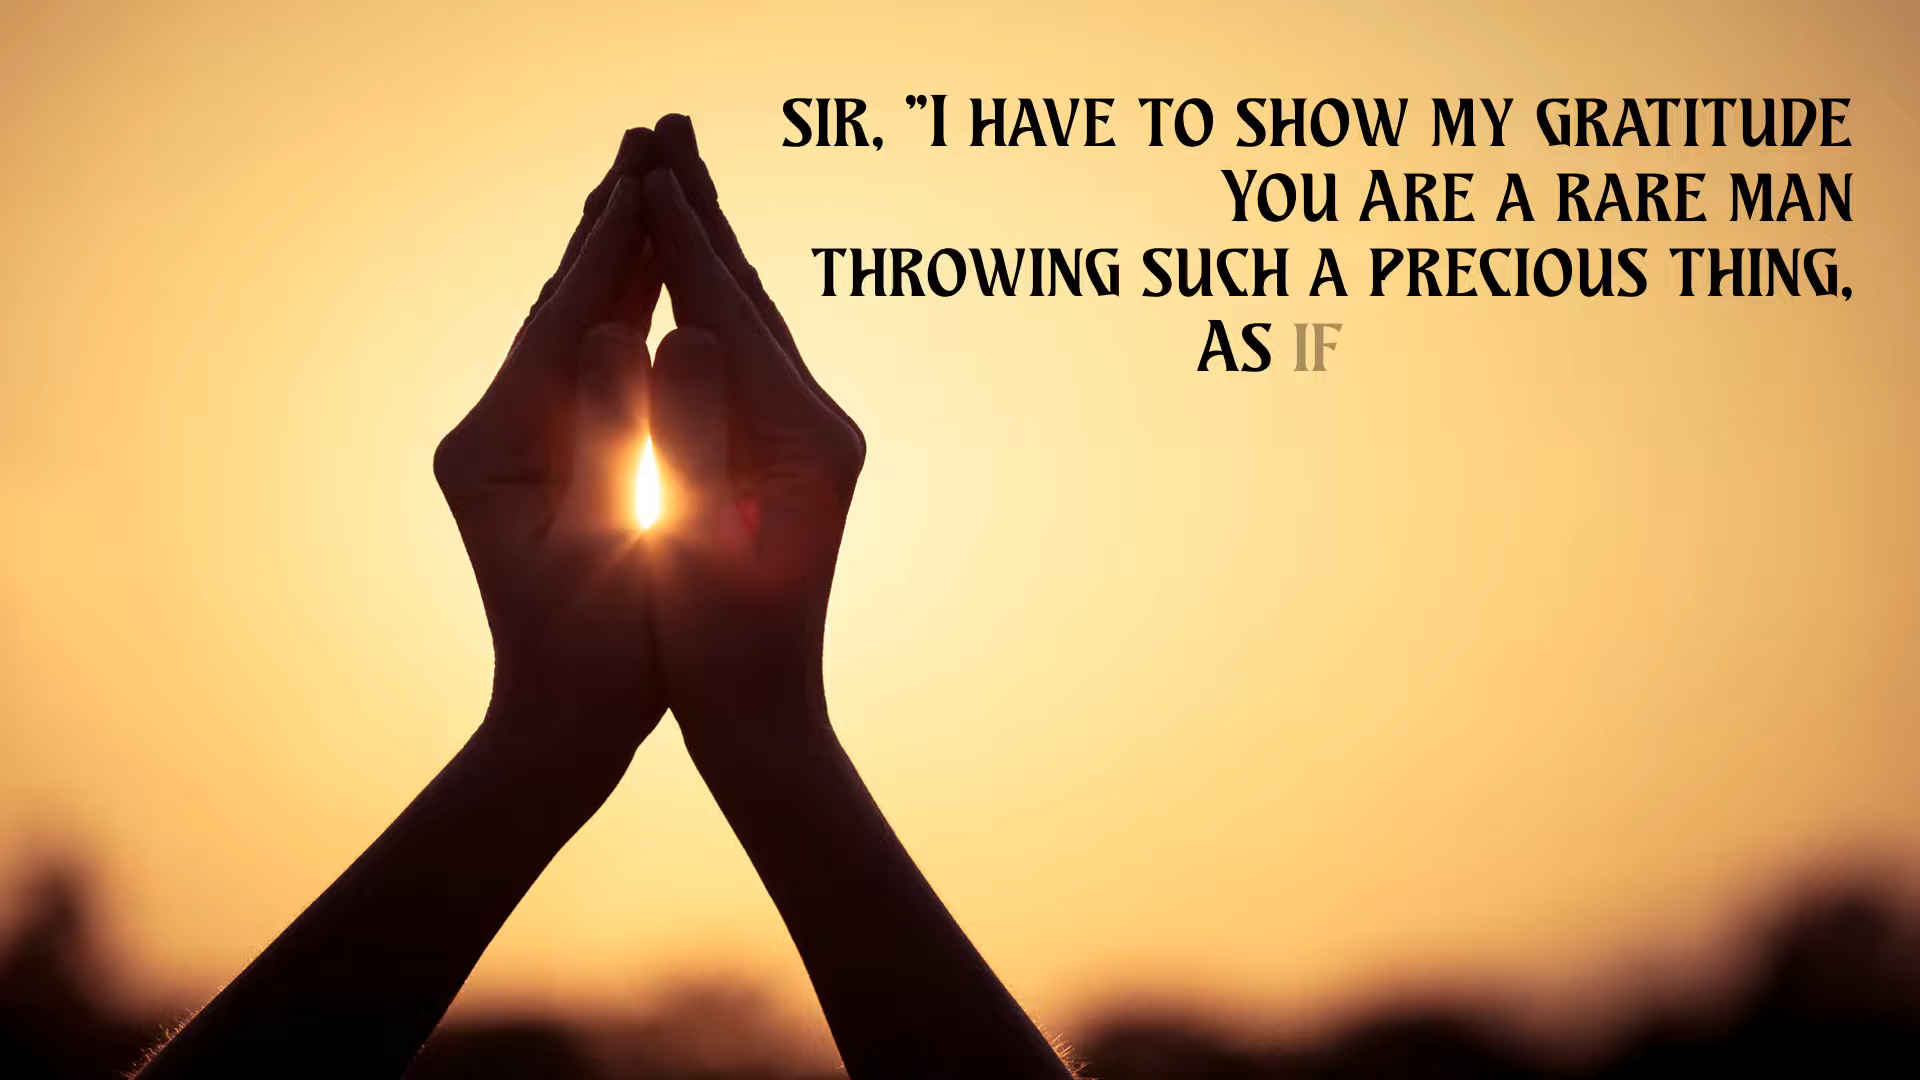 SIR, "I HAVE TO SHOW MY GRATITUDE
YOU ARE A RARE MAN
THROWING SUCH A PRECIOUS THING,
AS IF